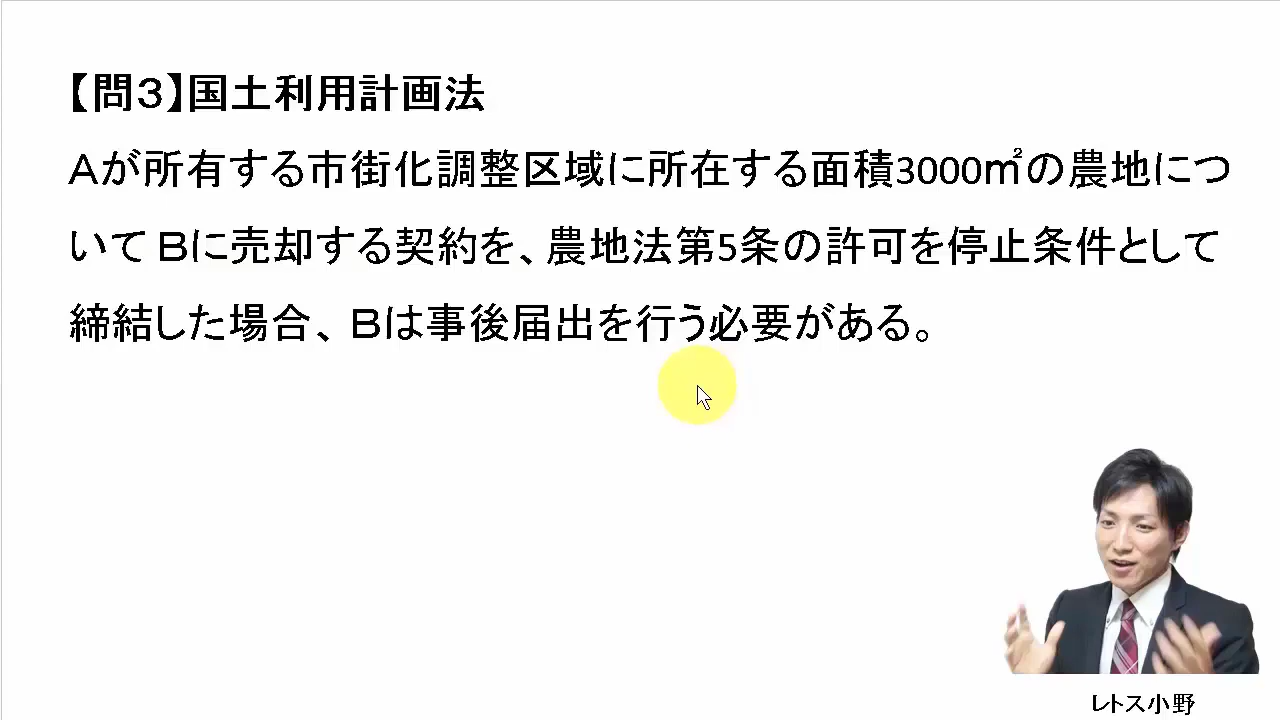 【問３】国土利用計画法
Ａが所有する市街化調整区域に所在する面積3000㎡の農地につ
いてＢに売却する契約を、農地法第5条の許可を停止条件として
締結した場合、Ｂは事後届出を行う必要がある。
レトス小野